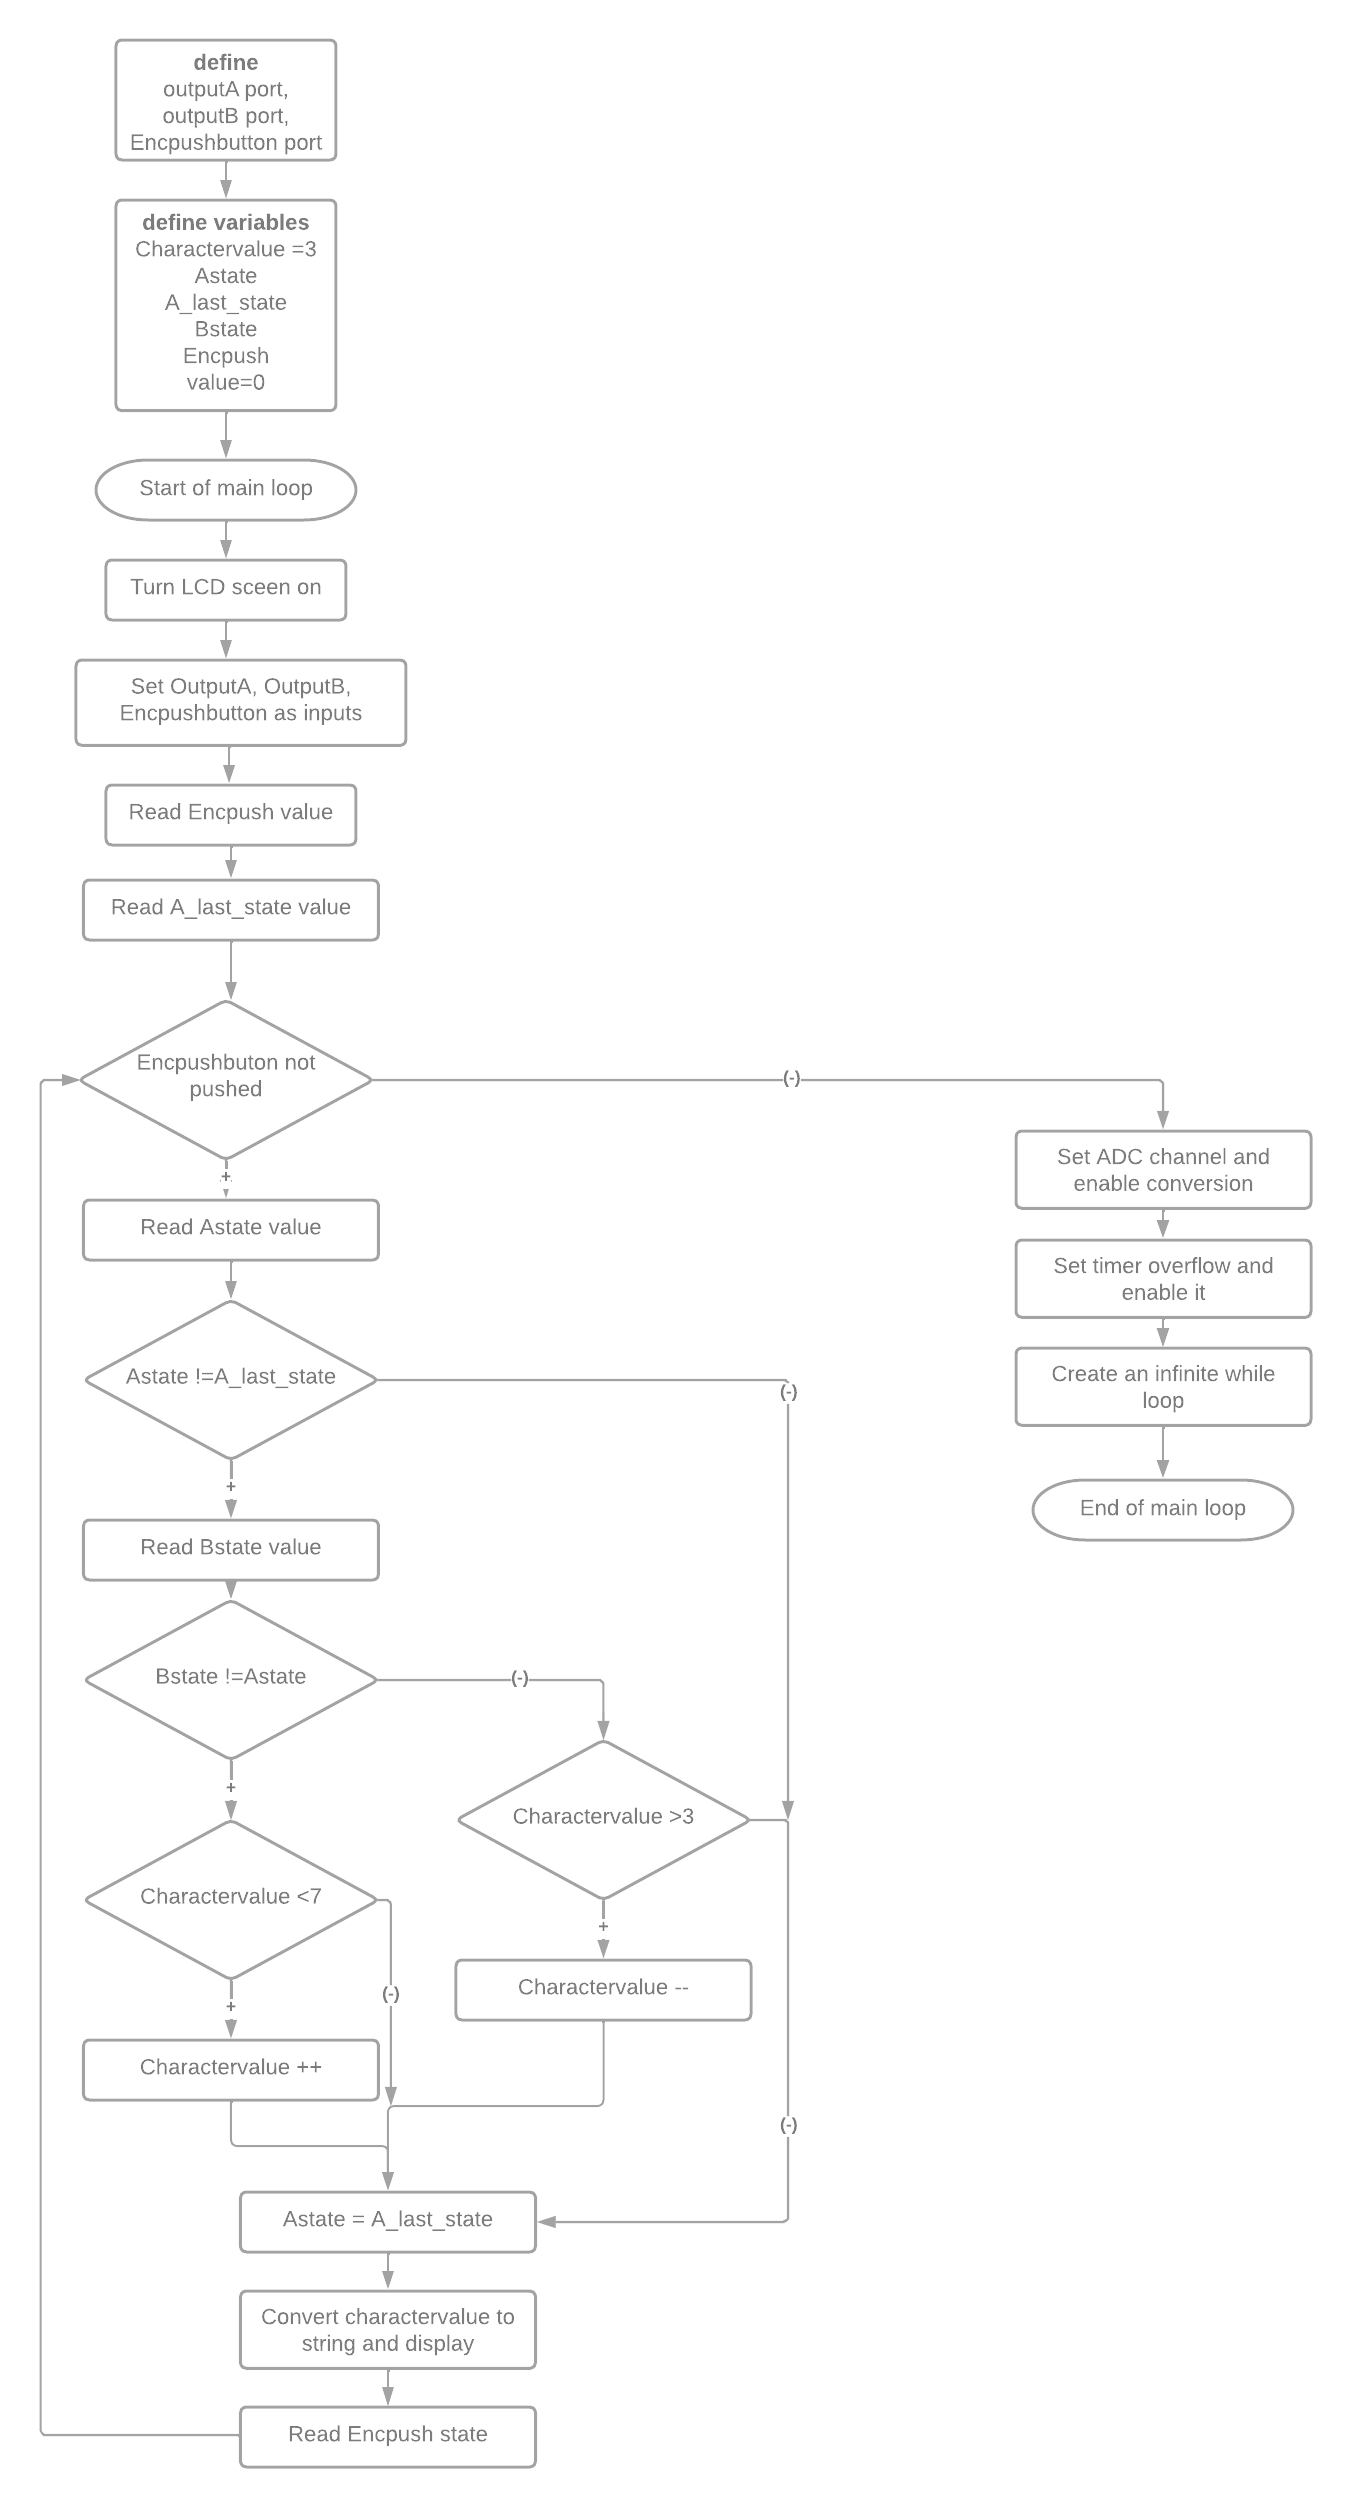 define
outputA port,
outputB port,
Encpushbutton port
define variables
Charactervalue =3
Astate
A_last_state
Bstate
Encpush
value=0
Start of main loop
Turn LCD sceen on
Set OutputA, OutputB,
Encpushbutton as inputs
Read Encpush value
Read A_last_state value
Encpushbuton not
pushed
(-)
+
Set ADC channel and
enable conversion
Read Astate value
Set timer overflow and
enable it
Astate !=A_last_state
(-)
Create an infinite while
loop
+
End of main loop
Read Bstate value
Bstate !=Astate
(-)
+
Charactervalue >3
Charactervalue <7
+
(-)
Charactervalue --
+
Charactervalue ++
(-)
Astate = A_last_state
Convert charactervalue to
string and display
Read Encpush state